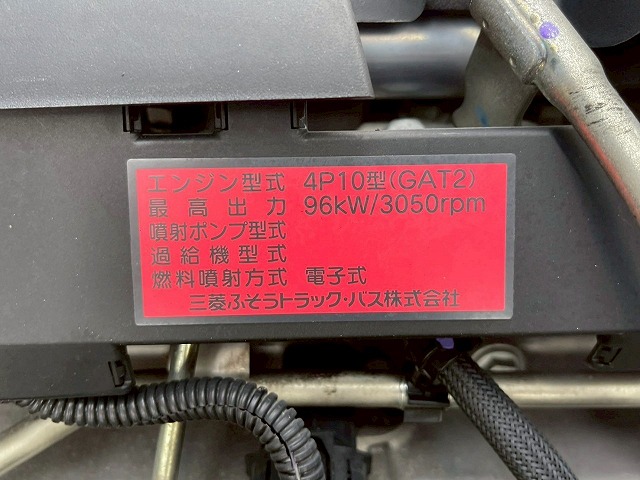 エンジン型式 4P10型(GAT2)
最高出力 96kW/3050rpm
噴射ポンプ型式
過給機型式
燃料噴射方式 電子式
三菱ふそうトラック・バス株式会社